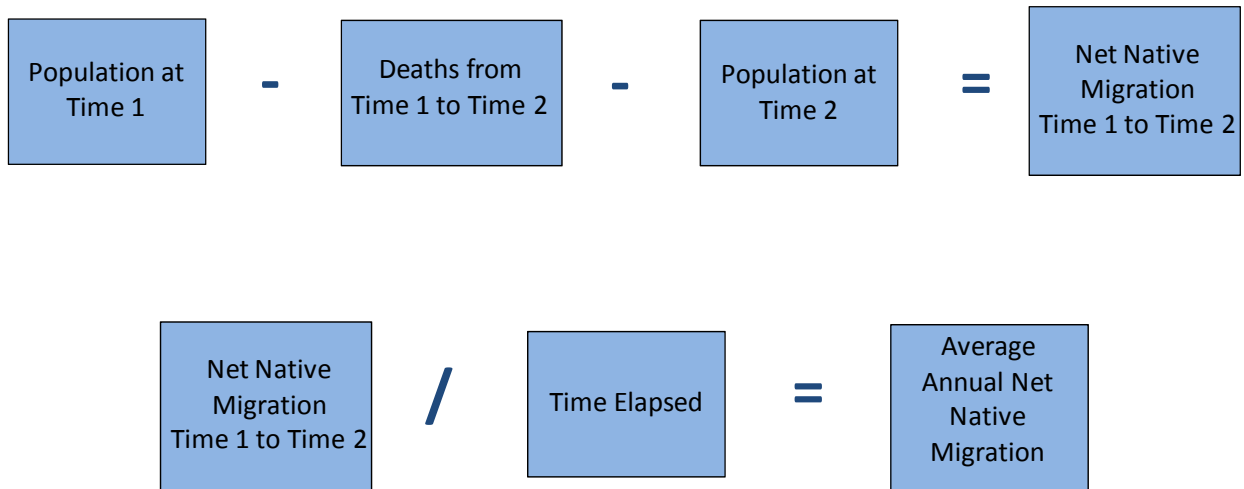 Population at
Time 1
-
Deaths from
Time 1 to Time 2
-
Population at
Time 2
=
Net Native
Migration
Time 1 to Time 2
Net Native
Migration
Time 1 to Time 2
/
Time Elapsed
=
Average
Annual Net
Native
Migration